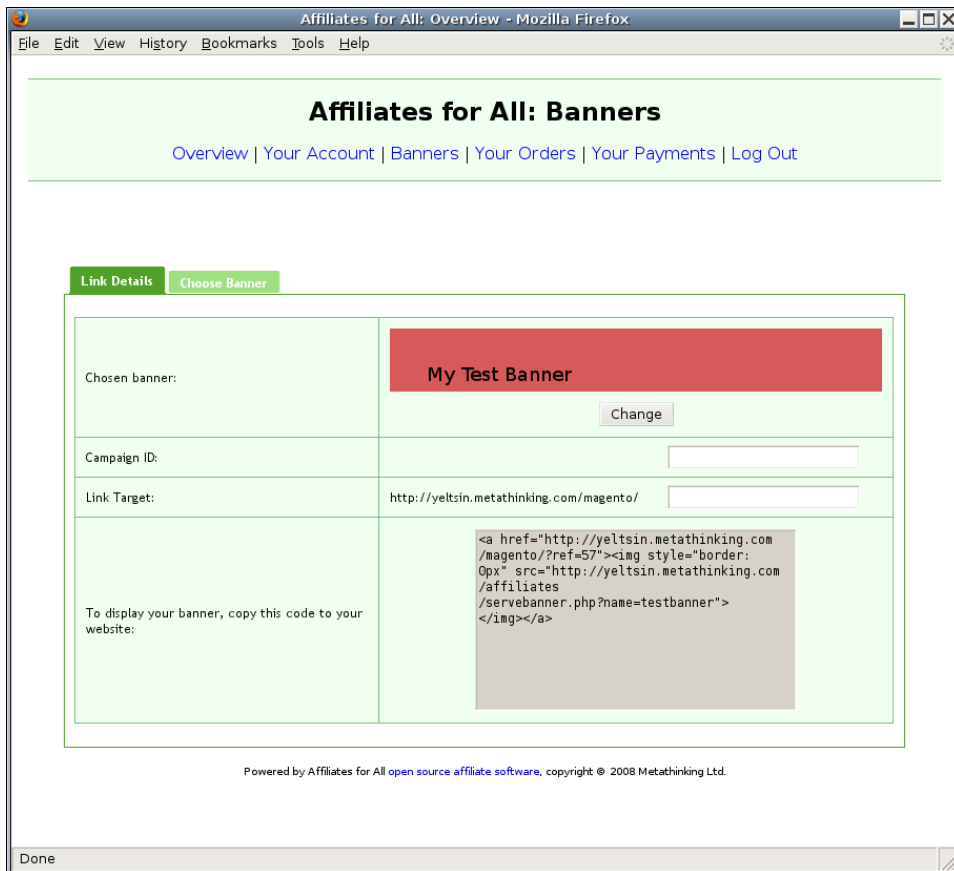 Affiliates for All: Overview - Mozilla Firefox
File Edit View History Bookmarks Tools Help
Affiliates for All: Banners
Overview | Your Account | Banners | Your Orders | Your Payments | Log Out
Link Details Choose Banner
Chosen banner:
My Test Banner
Change
Campaign ID:
Link Target: http://yeltsin.metathinking.com/magento/
To display your banner, copy this code to your
website:
<a href="http://yeltsin.metathinking.com
/magento/?ref=57"><img style="border:
0px" src="http://yeltsin.metathinking.com
/affiliates
/servebanner.php?name=testbanner">
</img></a>
Powered by Affiliates for All open source affiliate software, copyright © 2008 Metathinking Ltd.
Done